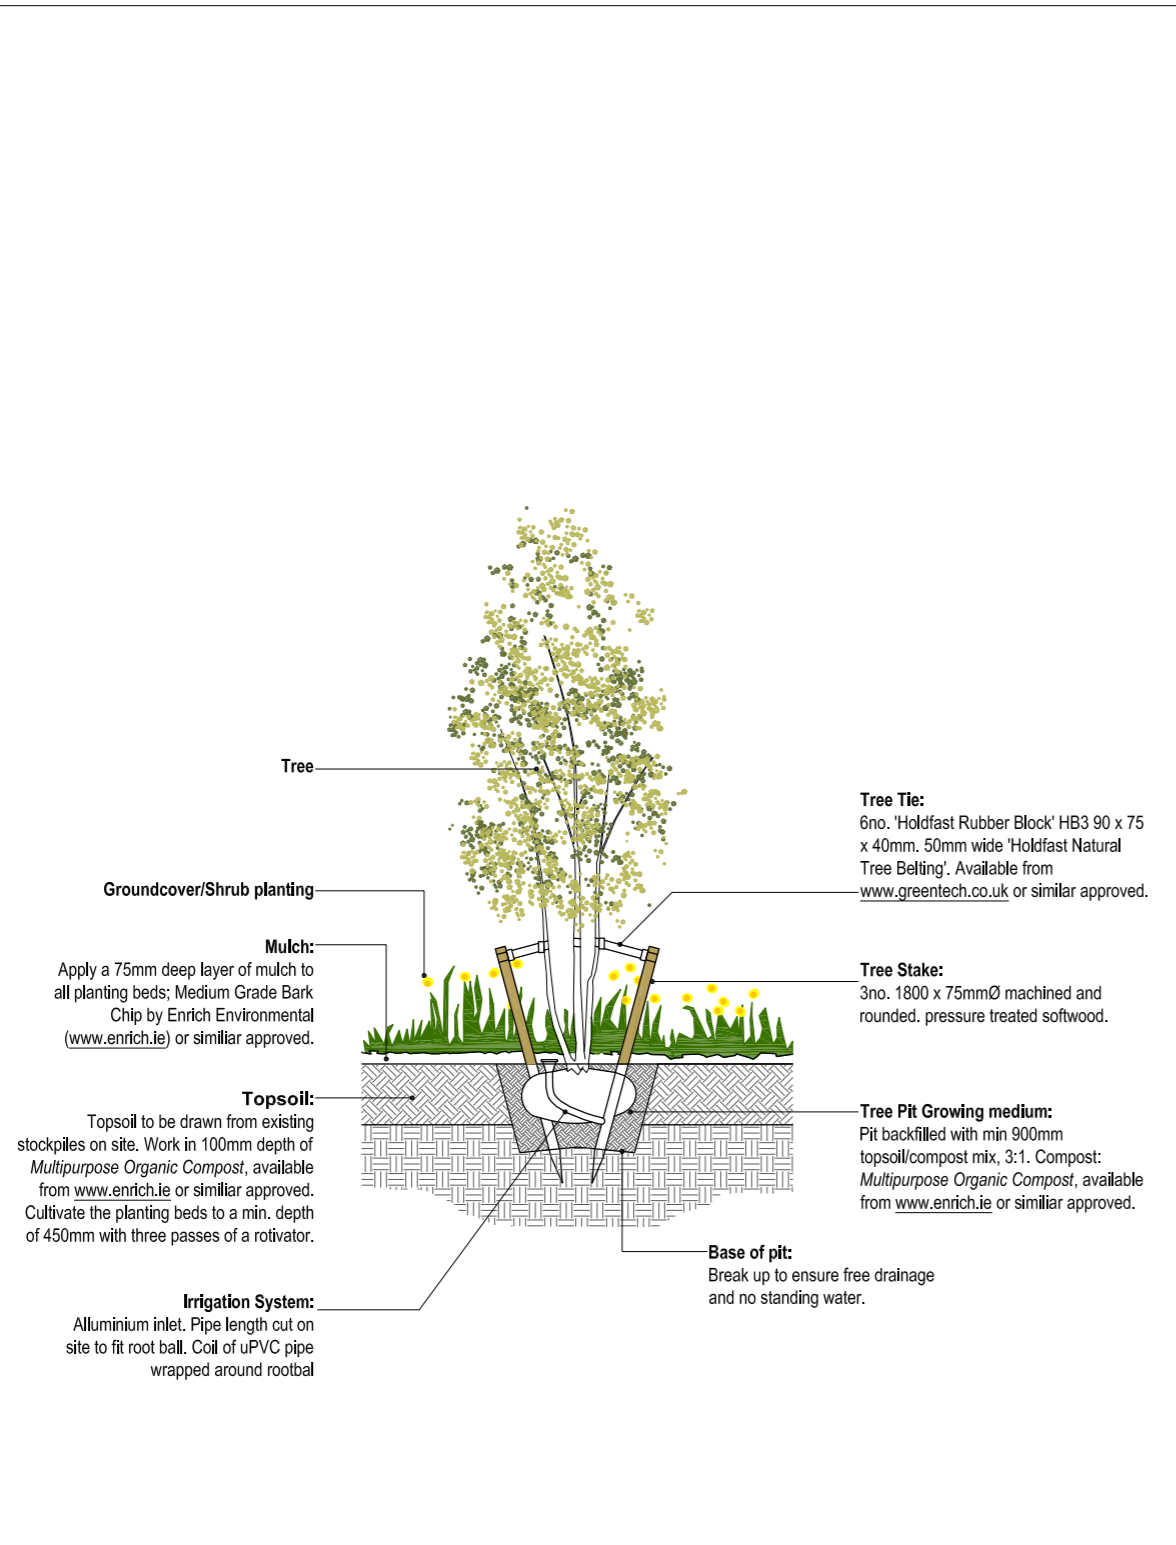 Tree
Groundcover/Shrub planting
Mulch:
Apply a 75mm deep layer of mulch to
all planting beds; Medium Grade Bark
Chip by Enrich Environmental
(www.enrich.ie) or similiar approved.
Topsoil:
Topsoil to be drawn from existing
stockpiles on site. Work in 100mm depth of
Multipurpose Organic Compost, available
from www.enrich.ie or similiar approved.
Cultivate the planting beds to a min. depth
of 450mm with three passes of a rotivator.
Irrigation System:
Alluminium inlet. Pipe length cut on
site to fit root ball. Coil of uPVC pipe
wrapped around rootbal
Tree Tie:
6no. 'Holdfast Rubber Block' HB3 90 x 75
x 40mm. 50mm wide 'Holdfast Natural
Tree Belting'. Available from
www.greentech.co.uk or similar approved.
Tree Stake:
3no. 1800 x 75mmØ machined and
rounded. pressure treated softwood.
Tree Pit Growing medium:
Pit backfilled with min 900mm
topsoil/compost mix, 3:1. Compost:
Multipurpose Organic Compost, available
from www.enrich.ie or similiar approved.
Base of pit:
Break up to ensure free drainage
and no standing water.